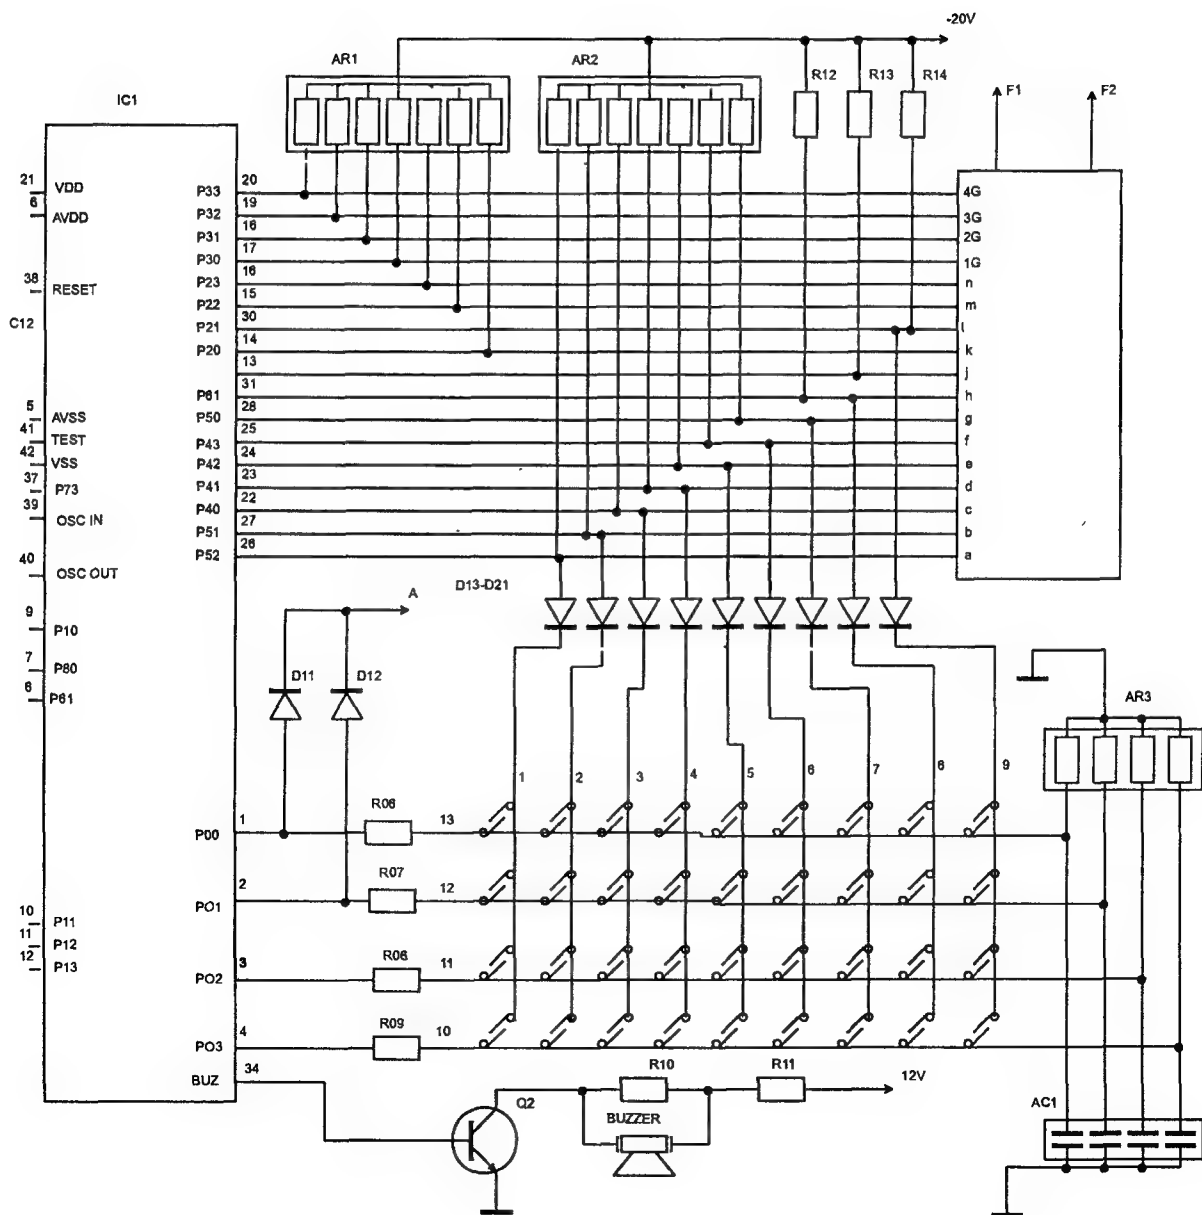 -20V
AR1
AR2
R12
R13
R14
F1
F2
IC1
21
VDD
6
AVDD
38
RESET
C12
5
AVSS
41
TEST
42
VSS
37
P73
39
OSC IN
40
OSC OUT
9
P10
7
P80
6
P61
10
P11
11
P12
12
P13
P33
20
4G
P32
19
3G
P31
16
2G
P30
17
1G
P23
16
n
P22
15
m
P21
30
l
P20
14
k
13
j
P61
31
h
P50
28
g
P43
25
f
P42
24
e
P41
23
d
P40
22
c
P51
27
b
P52
26
a
D13-D21
A
D11
D12
AR3
1
2
3
4
5
6
7
6
9
P00
1
R06
13
PO1
2
R07
12
PO2
3
R06
11
PO3
4
R09
10
BUZ
34
R10
R11
12V
Q2
BUZZER
AC1